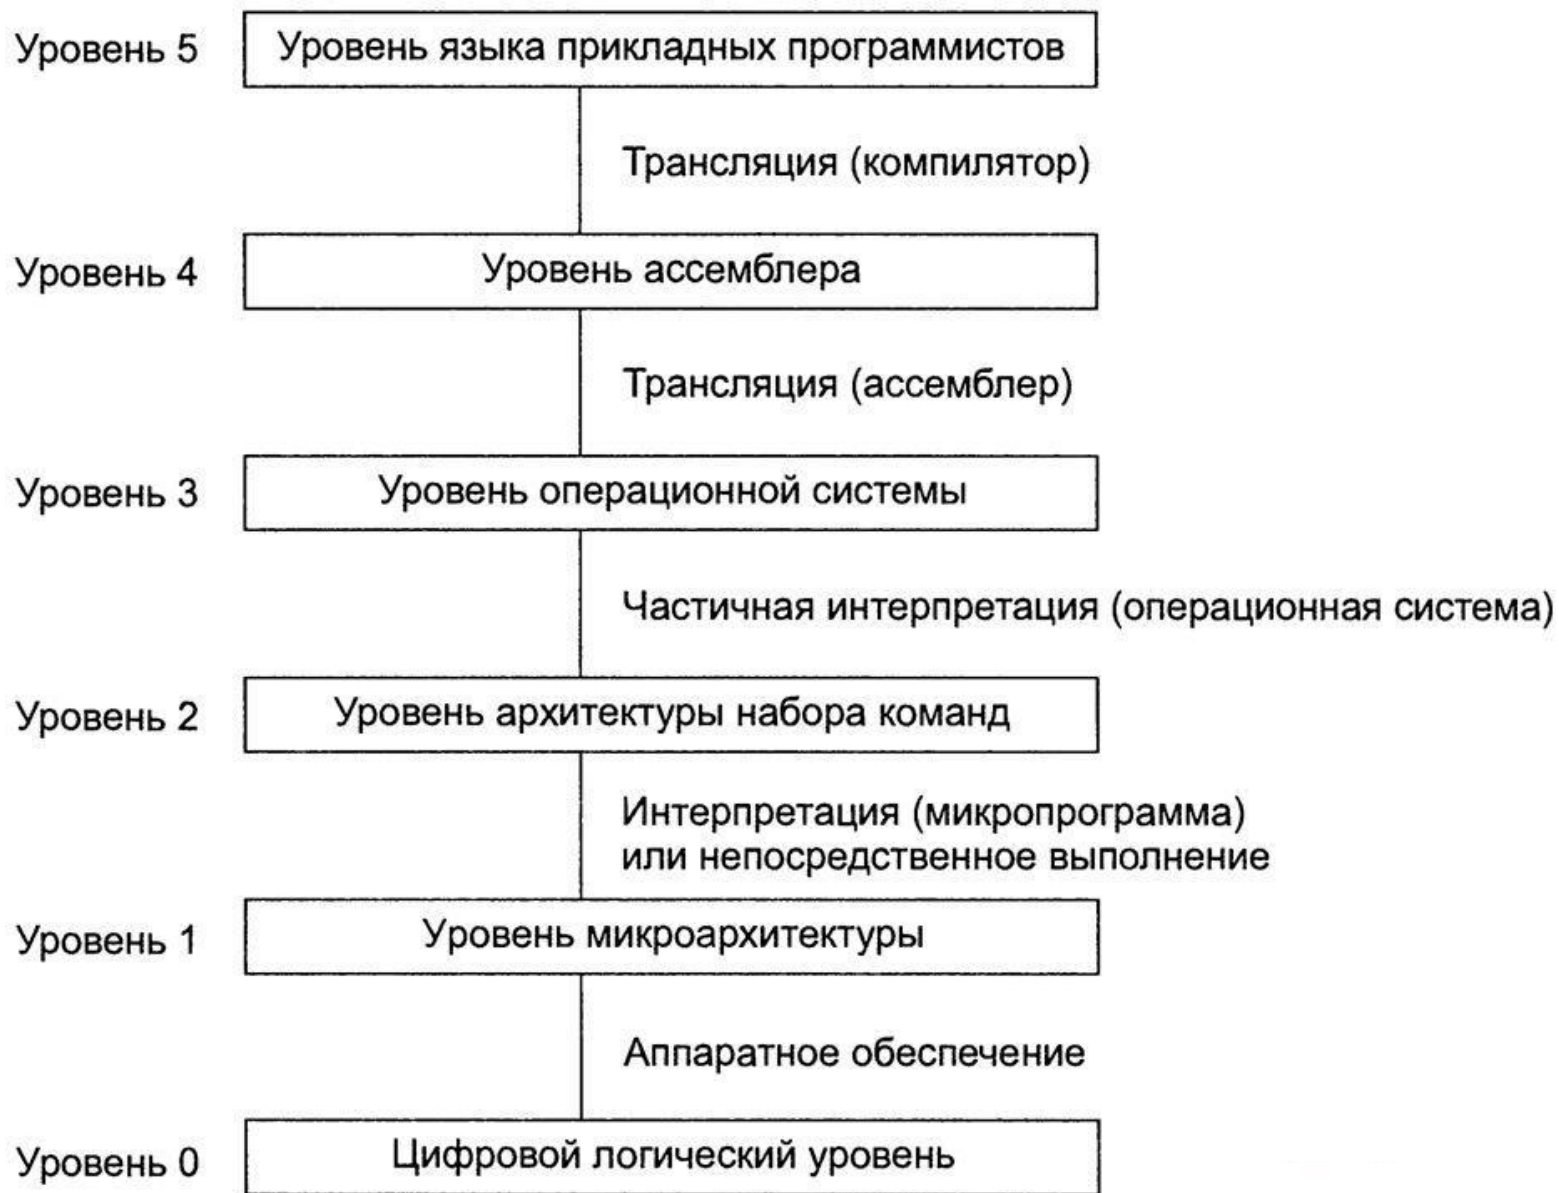 Уровень 5
Уровень языка прикладных программистов
Трансляция (компилятор)
Уровень 4
Уровень ассемблера
Трансляция (ассемблер)
Уровень 3
Уровень операционной системы
Частичная интерпретация (операционная система)
Уровень 2
Уровень архитектуры набора команд
Интерпретация (микропрограмма)
или непосредственное выполнение
Уровень 1
Уровень микроархитектуры
Аппаратное обеспечение
Уровень 0
Цифровой логический уровень